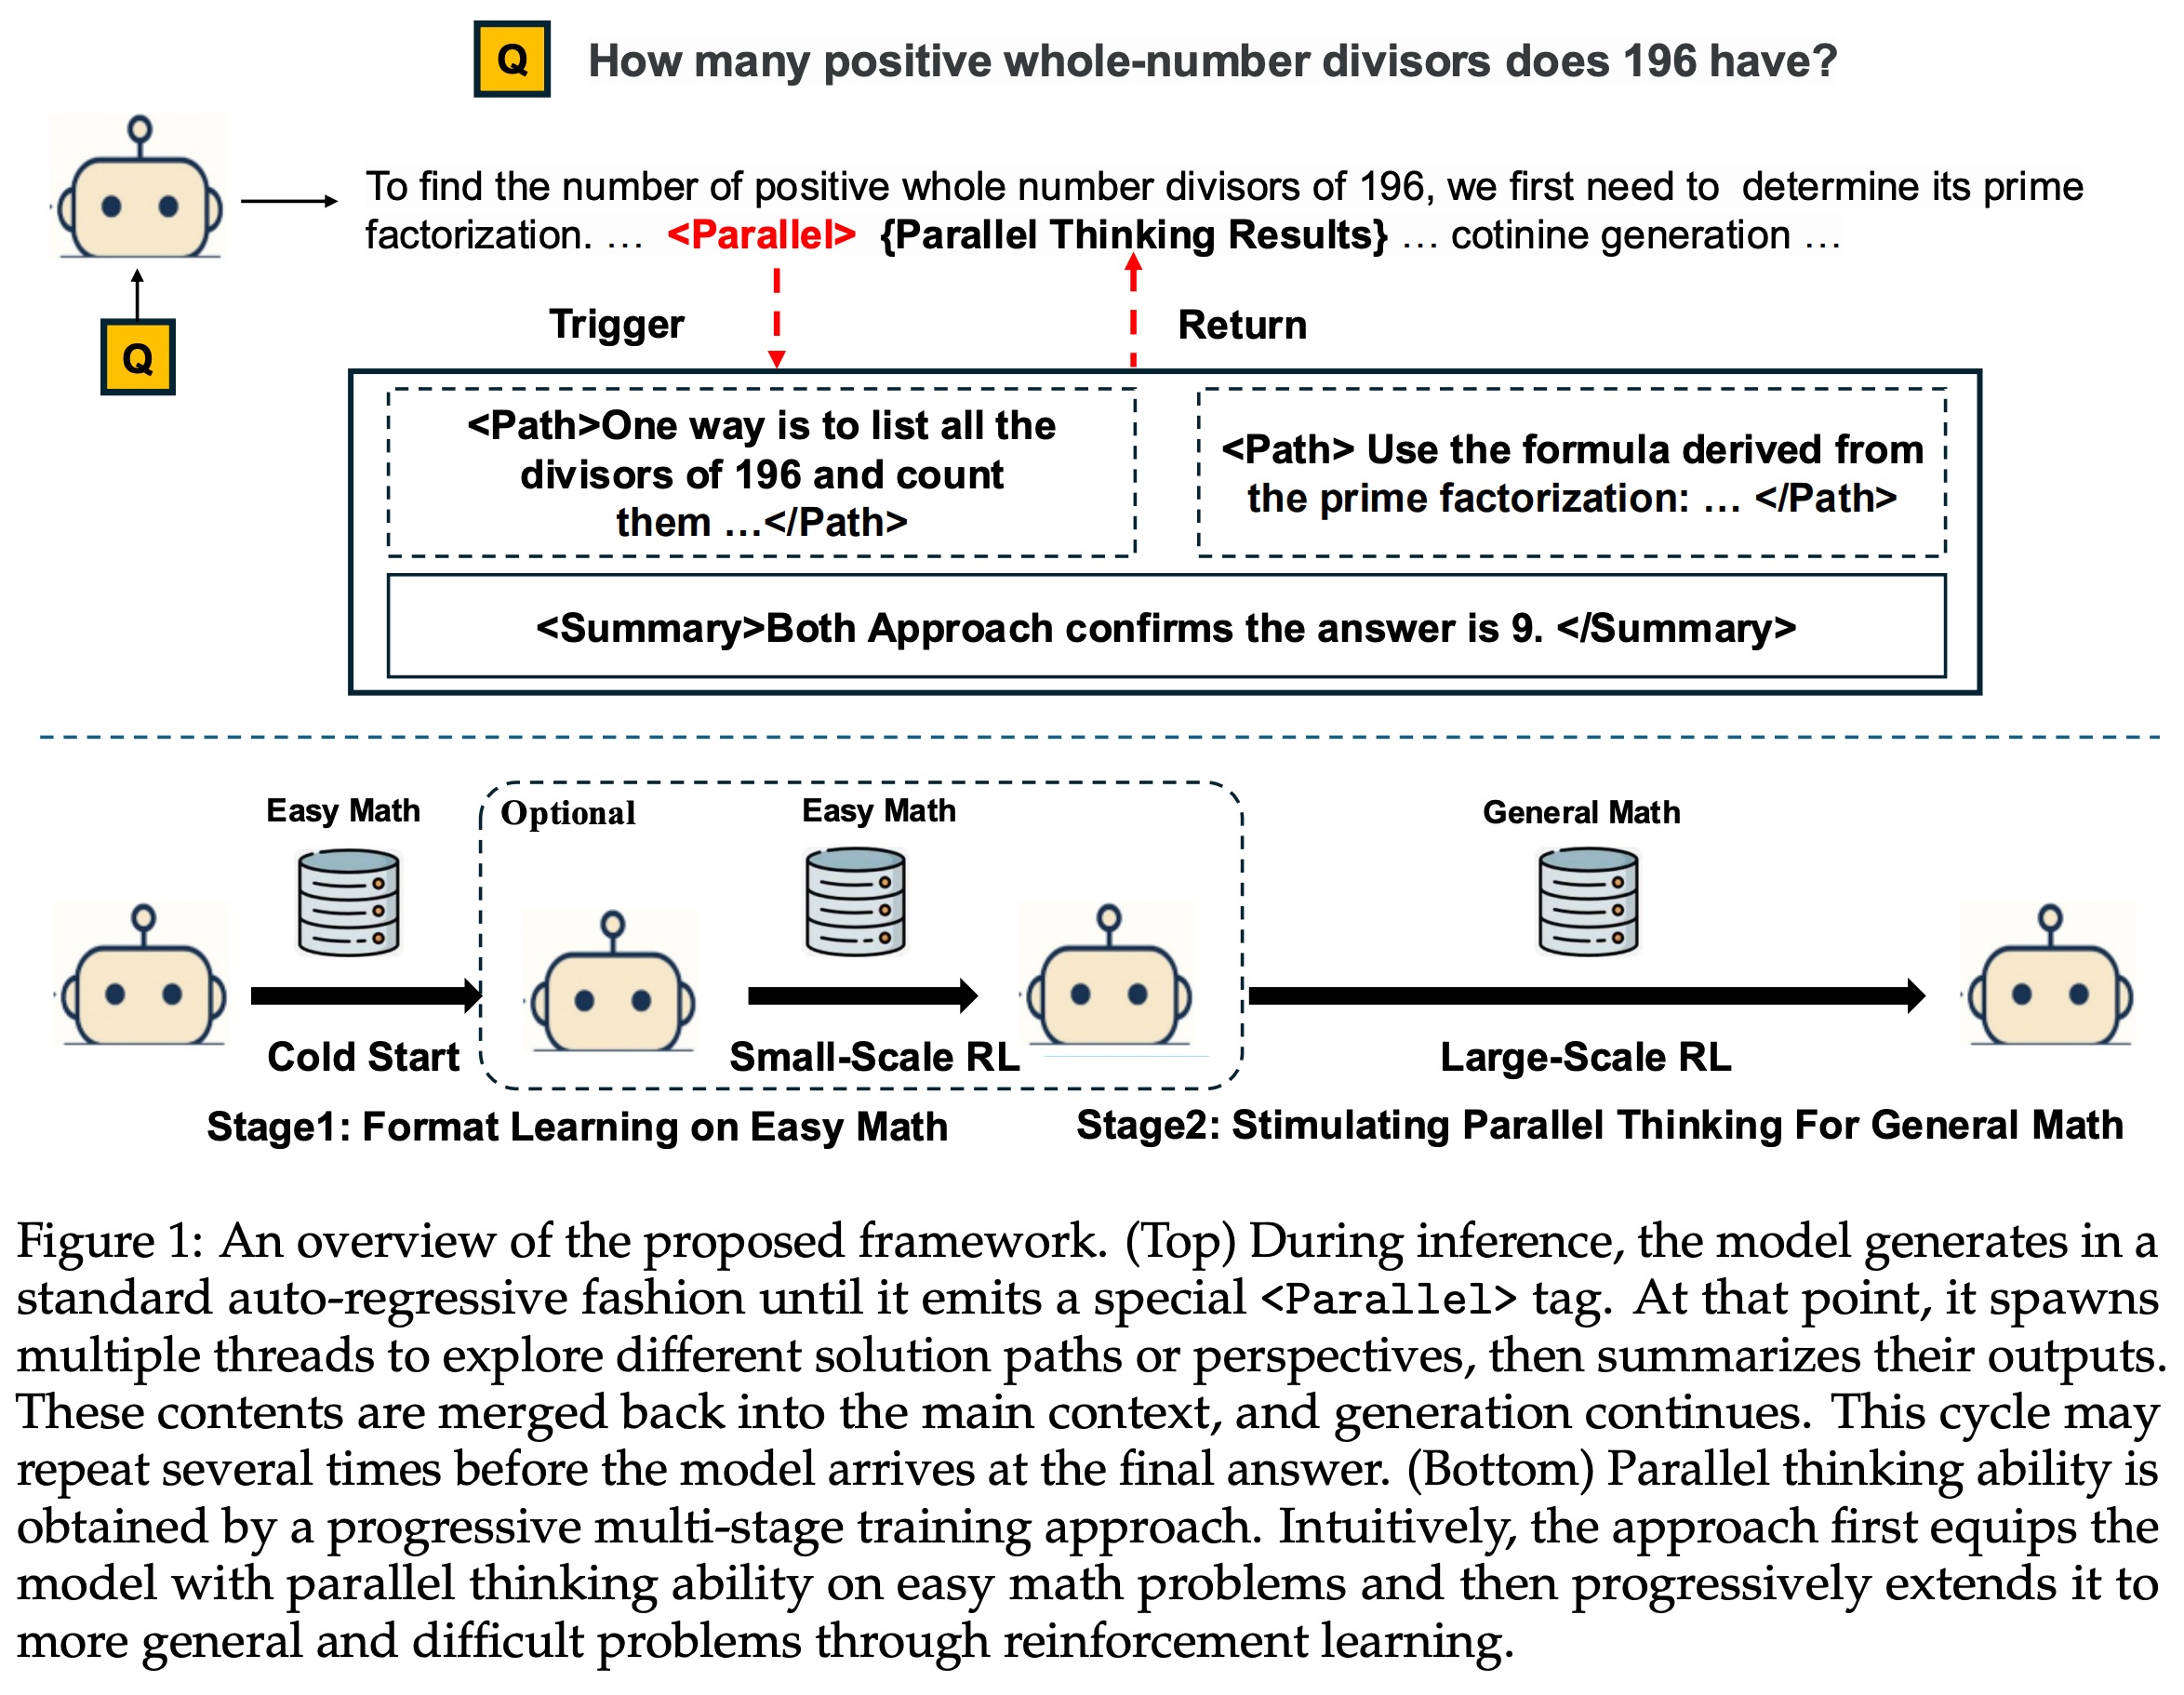 Q
How many positive whole-number divisors does 196 have?
To find the number of positive whole number divisors of 196, we first need to determine its prime
factorization. … <Parallel> {Parallel Thinking Results} … cotinine generation …
Trigger
Return
Q
<Path>One way is to list all the
divisors of 196 and count
them …</Path>
<Path> Use the formula derived from
the prime factorization: … </Path>
<Summary>Both Approach confirms the answer is 9. </Summary>
Easy Math
Optional
Easy Math
General Math
Cold Start
Small-Scale RL
Large-Scale RL
Stage1: Format Learning on Easy Math
Stage2: Stimulating Parallel Thinking For General Math
Figure 1: An overview of the proposed framework. (Top) During inference, the model generates in a
standard auto-regressive fashion until it emits a special <Parallel> tag. At that point, it spawns
multiple threads to explore different solution paths or perspectives, then summarizes their outputs.
These contents are merged back into the main context, and generation continues. This cycle may
repeat several times before the model arrives at the final answer. (Bottom) Parallel thinking ability is
obtained by a progressive multi-stage training approach. Intuitively, the approach first equips the
model with parallel thinking ability on easy math problems and then progressively extends it to
more general and difficult problems through reinforcement learning.